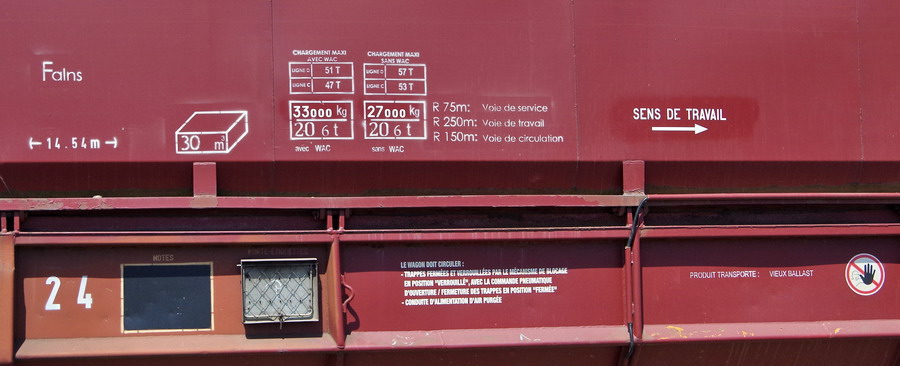 Falns
14.54m
30 m³
CHARGEMENT MAXI
AVEC WAC
LIGNE D 51 T
LIGNE C 47 T
33000 kg
20 6 t
avec WAC
CHARGEMENT MAXI
SANS WAC
LIGNE D 57 T
LIGNE C 53 T
27000 kg
20 6 t
sans WAC
R 75m: Voie de service
R 250m: Voie de travail
R 150m: Voie de circulation
SENS DE TRAVAIL
24
NOTES
LE WAGON DOIT CIRCULER :
- TRAPPES FERMÉES ET VERROUILLÉES PAR LE MÉCANISME DE BLOCAGE
EN POSITION "VERROUILLÉ", AVEC LA COMMANDE PNEUMATIQUE
D'OUVERTURE / FERMETURE DES TRAPPES EN POSITION "FERMÉE"
- CONDUITE D'ALIMENTATION D'AIR PURGÉE
PRODUIT TRANSPORTE : VIEUX BALLAST